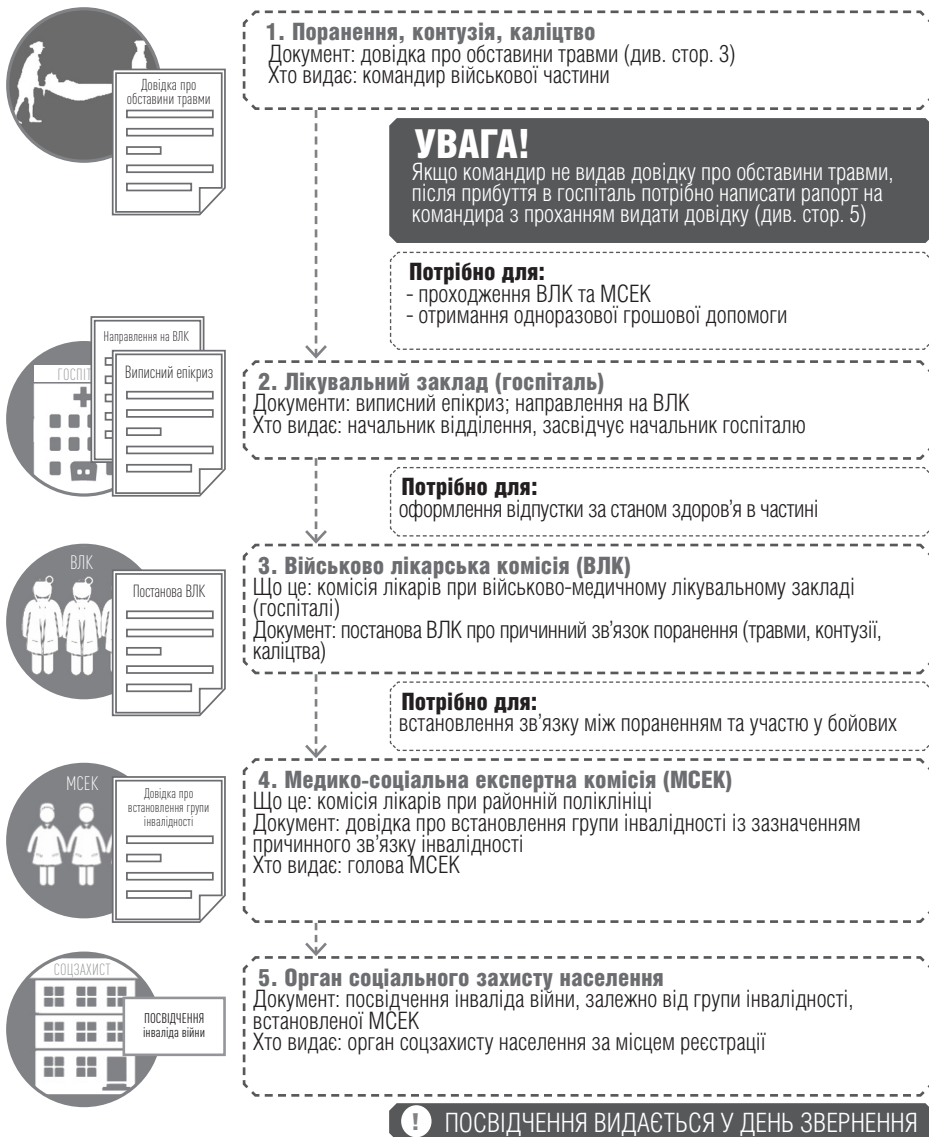 1. Поранення, контузія, каліцтво
Документ: довідка про обставини травми (див. стор. 3)
Хто видає: командир військової частини
Довідка про
обставини травми
УВАГА!
Якщо командир не видав довідку про обставини травми,
після прибуття в госпіталь потрібно написати рапорт на
командира з проханням видати довідку (див. стор. 5)
Потрібно для:
- проходження ВЛК та МСЕК
- отримання одноразової грошової допомоги
Направлення на ВЛК
Виписний епікриз
ГОСПІТ
2. Лікувальний заклад (госпіталь)
Документи: виписний епікриз; направлення на ВЛК
Хто видає: начальник відділення, засвідчує начальник госпіталю
Потрібно для:
оформлення відпустки за станом здоров'я в частині
ВЛК
Постанова ВЛК
3. Військово лікарська комісія (ВЛК)
Що це: комісія лікарів при військово-медичному лікувальному закладі
(госпіталі)
Документ: постанова ВЛК про причинний зв'язок поранення (травми, контузії,
каліцтва)
Потрібно для:
встановлення зв'язку між пораненням та участю у бойових
МСЕК
Довідка про
встановлення групи
інвалідності
4. Медико-соціальна експертна комісія (МСЕК)
Що це: комісія лікарів при районній поліклініці
Документ: довідка про встановлення групи інвалідності із зазначенням
причинного зв'язку інвалідності
Хто видає: голова МСЕК
СОЦЗАХИСТ
ПОСВІДЧЕННЯ
інваліда війни
5. Орган соціального захисту населення
Документ: посвідчення інваліда війни, залежно від групи інвалідності,
встановленої МСЕК
Хто видає: орган соцзахисту населення за місцем реєстрації
! ПОСВІДЧЕННЯ ВИДАЄТЬСЯ У ДЕНЬ ЗВЕРНЕННЯ